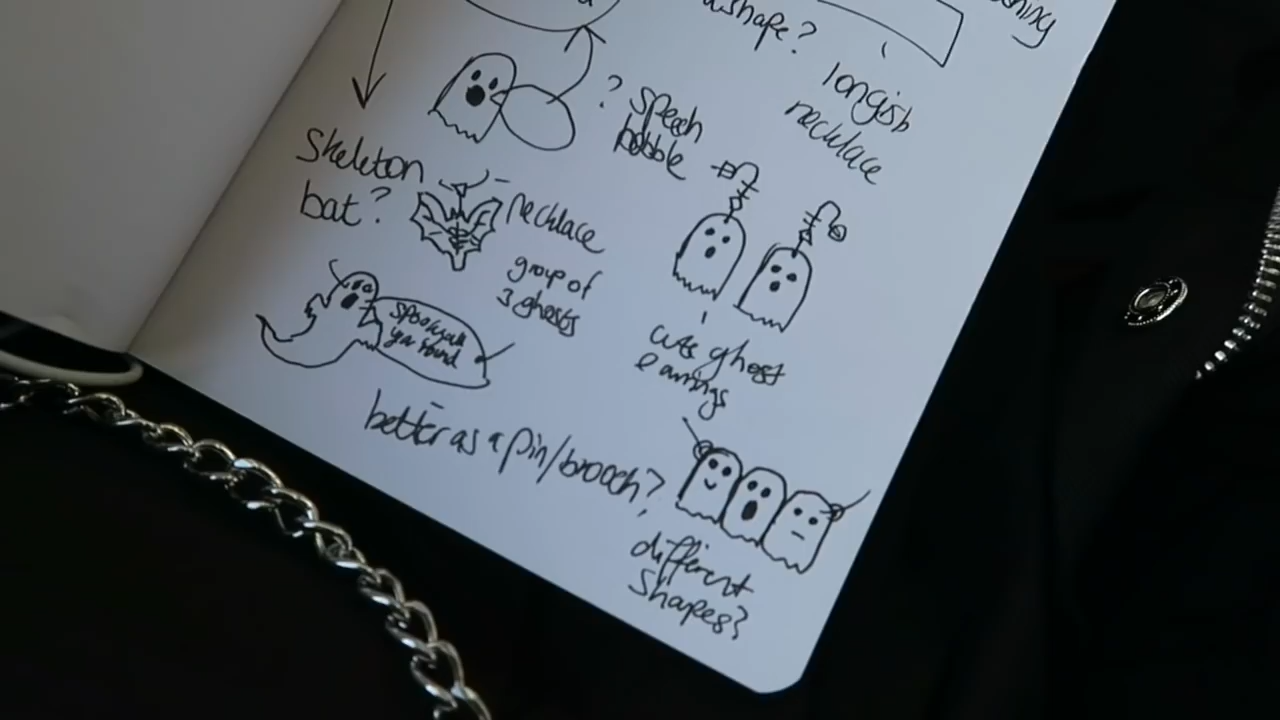 shape?
longish
necklace
? speech
bubble
Skeleton
bat?
necklace
group of
3 ghosts
cute ghost
earrings
better as a pin/brooch?
different
shapes?